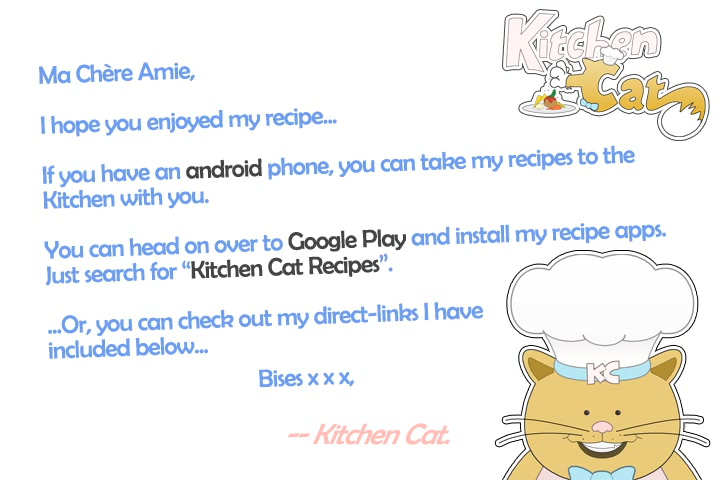 Kitchen
Cat
Ma Chère Amie,
I hope you enjoyed my recipe...
If you have an android phone, you can take my recipes to the
Kitchen with you.
You can head on over to Google Play and install my recipe apps.
Just search for “Kitchen Cat Recipes”.
...Or, you can check out my direct-links I have
included below...
Bises x x x,
-- Kitchen Cat.
KC